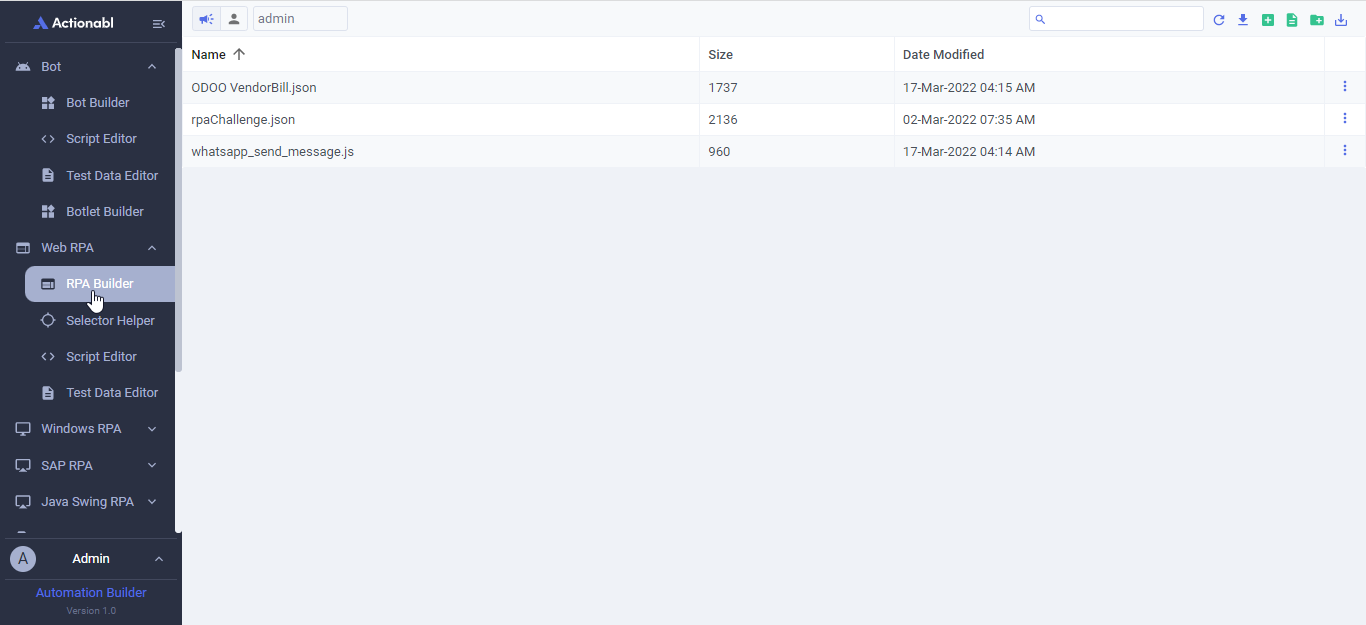 Actionabl
Bot
Bot Builder
Script Editor
Test Data Editor
Botlet Builder
Web RPA
RPA Builder
Selector Helper
Script Editor
Test Data Editor
Windows RPA
SAP RPA
Java Swing RPA
A Admin
Automation Builder
Version 1.0
admin
Name Size Date Modified
ODOO VendorBill.json 1737 17-Mar-2022 04:15 AM
rpaChallenge.json 2136 02-Mar-2022 07:35 AM
whatsapp_send_message.js 960 17-Mar-2022 04:14 AM